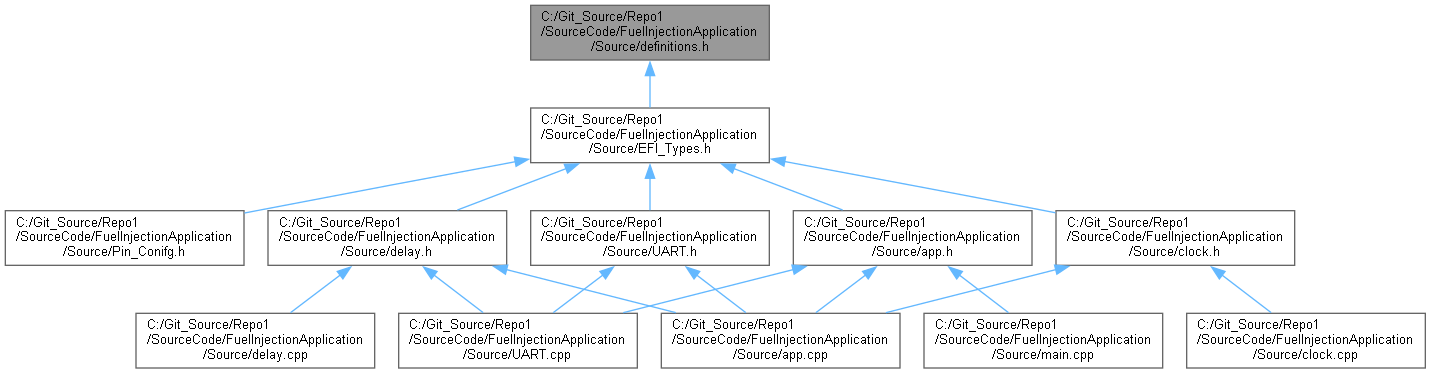 C:/Git_Source/Repo1
/SourceCode/FuelInjectionApplication
/Source/definitions.h
C:/Git_Source/Repo1
/SourceCode/FuelInjectionApplication
/Source/EFI_Types.h
C:/Git_Source/Repo1
/SourceCode/FuelInjectionApplication
/Source/Pin_Conifg.h
C:/Git_Source/Repo1
/SourceCode/FuelInjectionApplication
/Source/delay.h
C:/Git_Source/Repo1
/SourceCode/FuelInjectionApplication
/Source/UART.h
C:/Git_Source/Repo1
/SourceCode/FuelInjectionApplication
/Source/app.h
C:/Git_Source/Repo1
/SourceCode/FuelInjectionApplication
/Source/clock.h
C:/Git_Source/Repo1
/SourceCode/FuelInjectionApplication
/Source/delay.cpp
C:/Git_Source/Repo1
/SourceCode/FuelInjectionApplication
/Source/UART.cpp
C:/Git_Source/Repo1
/SourceCode/FuelInjectionApplication
/Source/app.cpp
C:/Git_Source/Repo1
/SourceCode/FuelInjectionApplication
/Source/main.cpp
C:/Git_Source/Repo1
/SourceCode/FuelInjectionApplication
/Source/clock.cpp